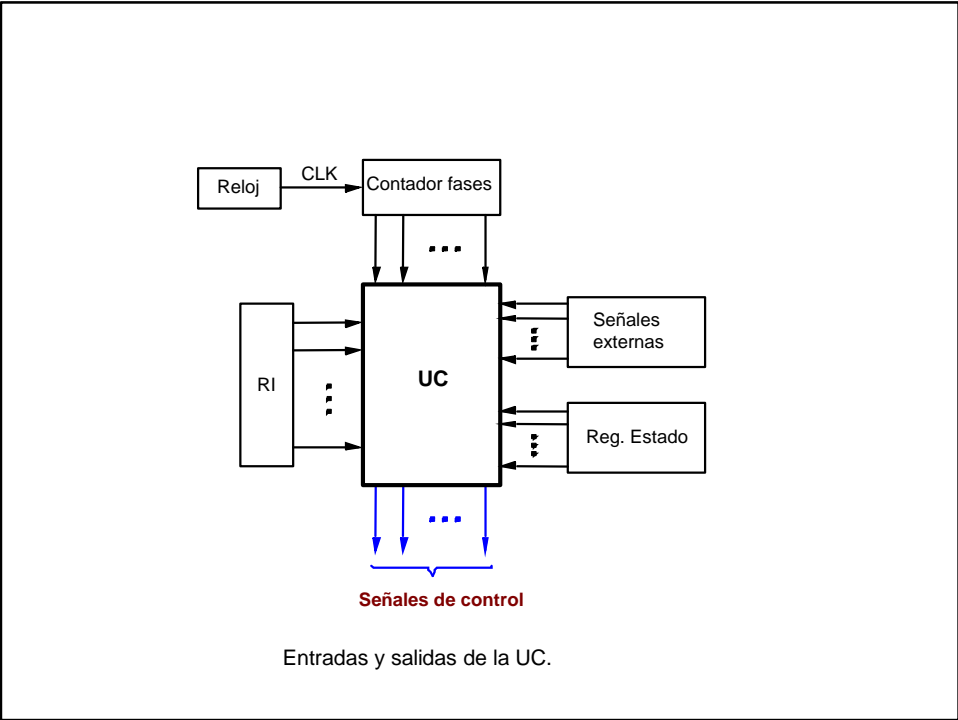 CLK
Reloj
Contador fases
Señales
externas
RI
UC
Reg. Estado
Señales de control
Entradas y salidas de la UC.